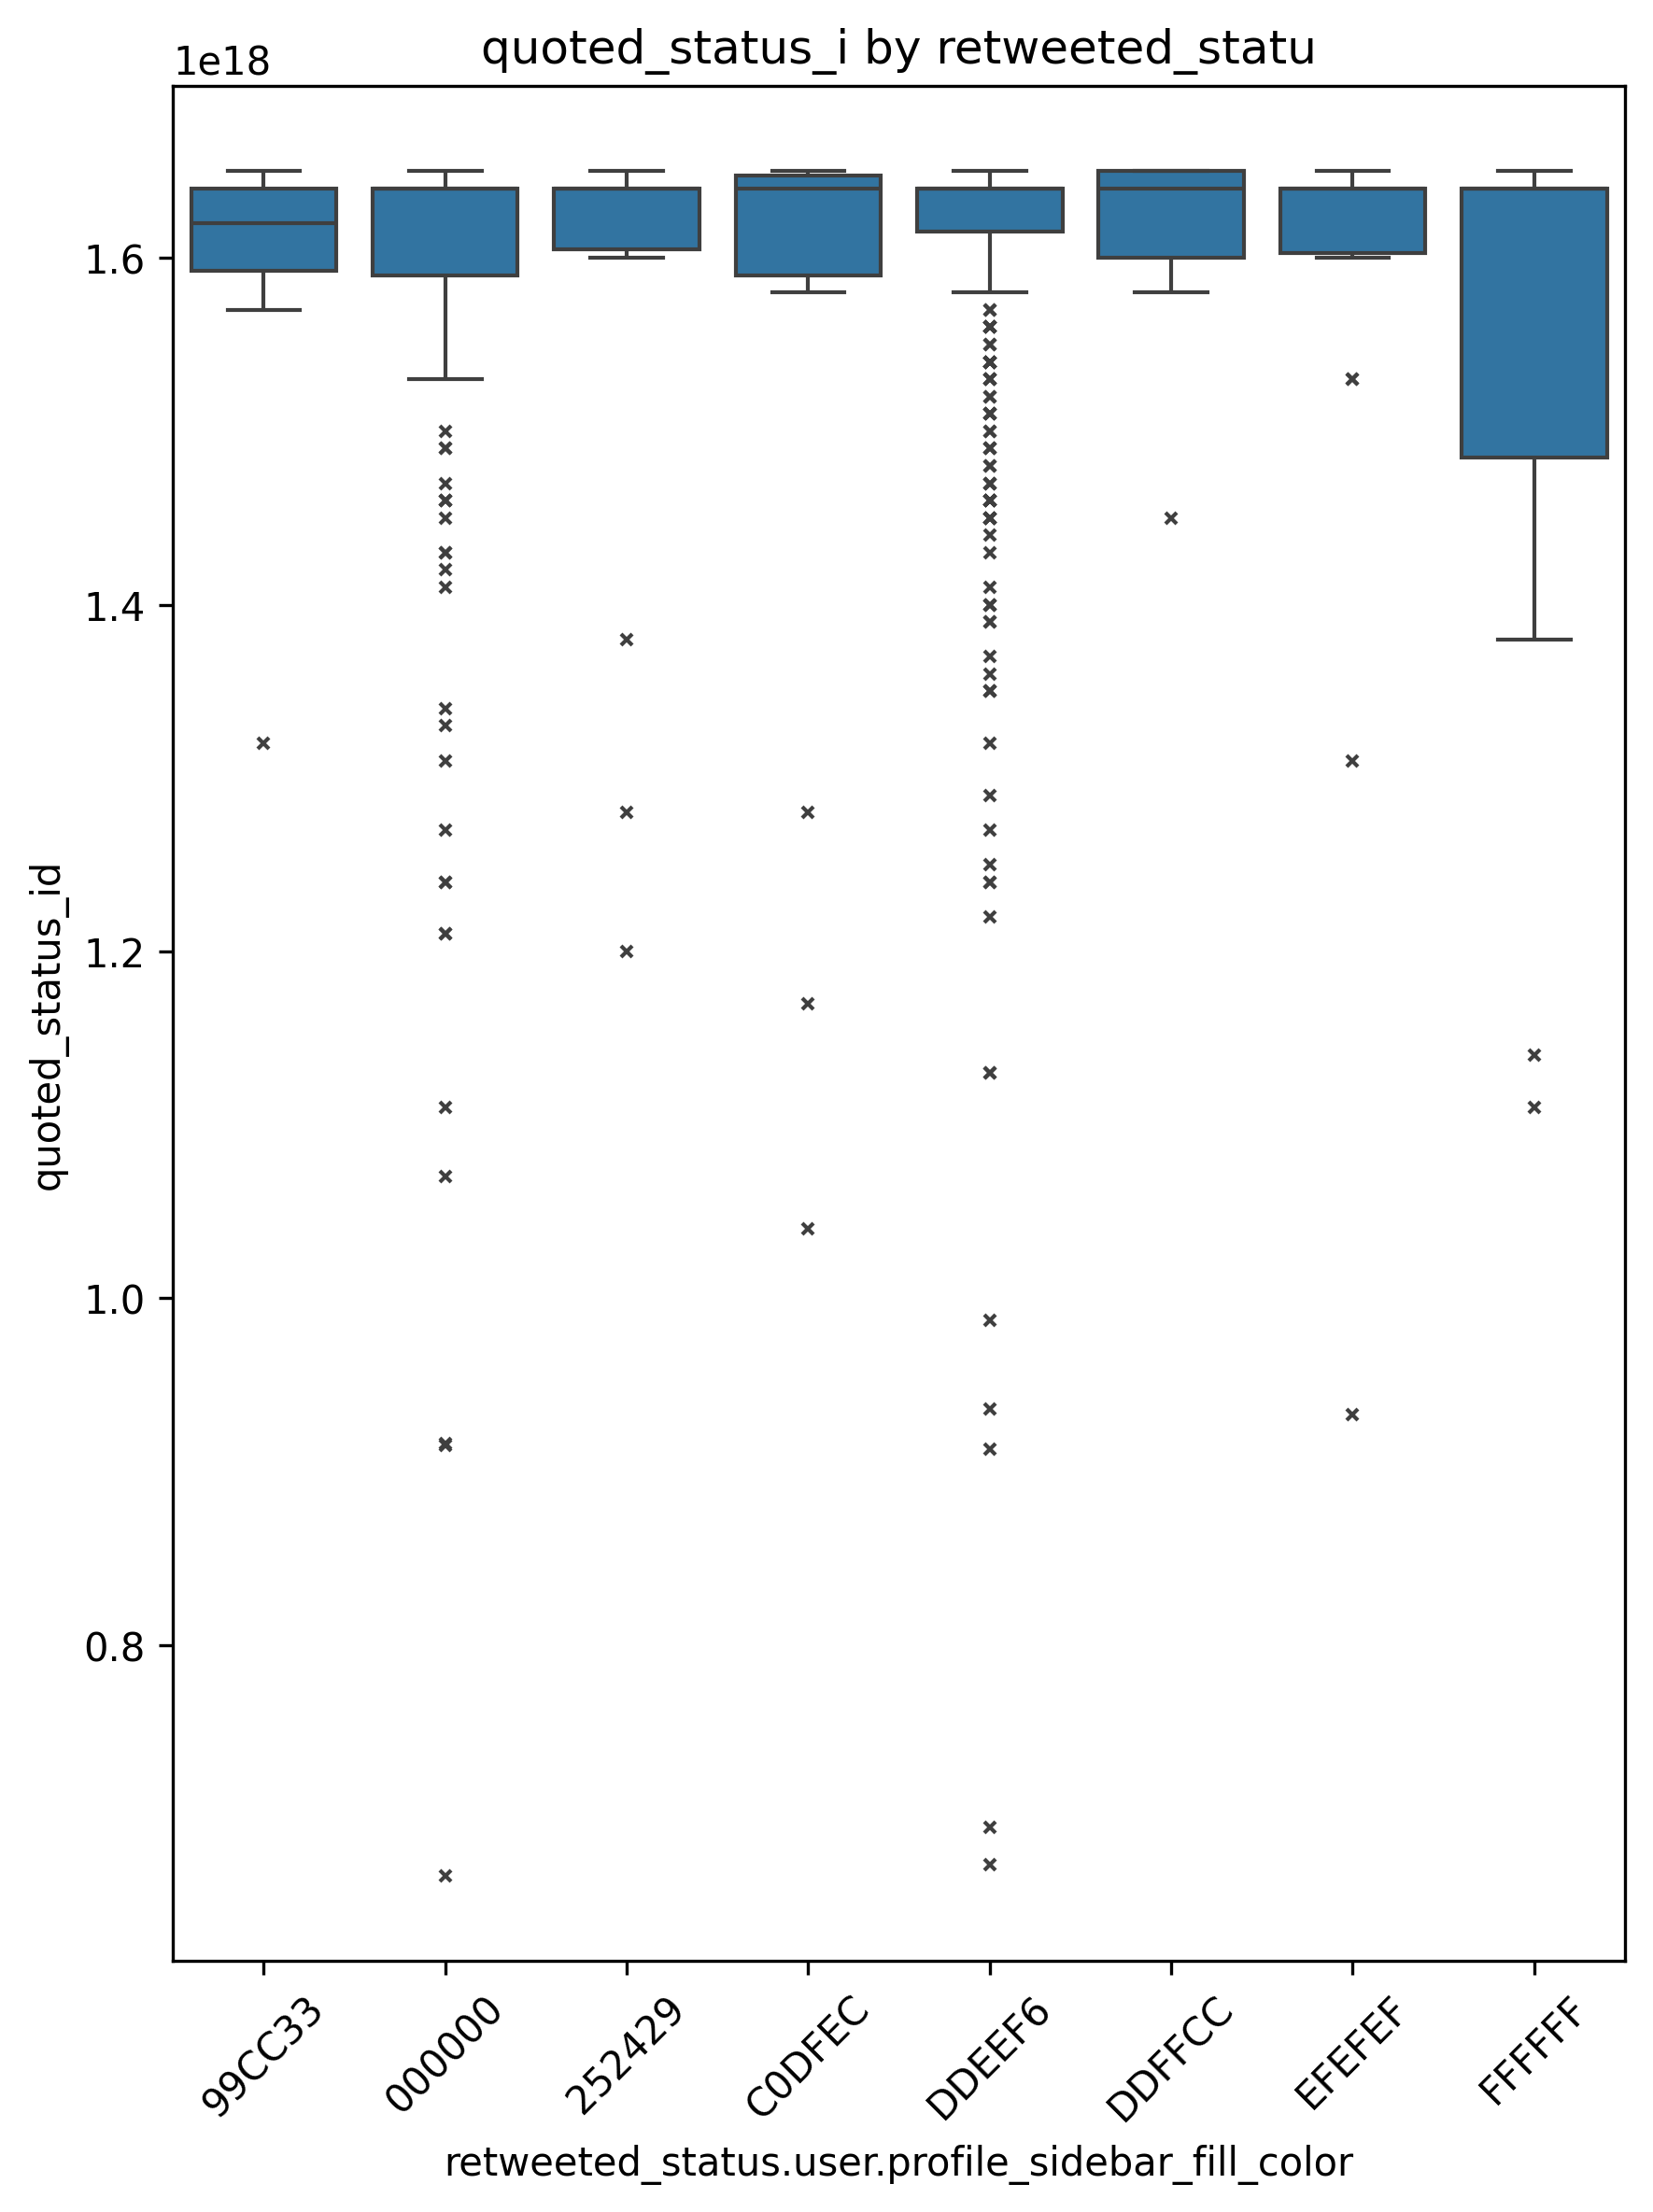 quoted_status_i by retweeted_statu
1e18
1.6
1.4
1.2
1.0
0.8
quoted_status_id
99CC33
000000
252429
C0DFEC
DDEEF6
DDFFCC
EFEFEF
FFFFFF
retweeted_status.user.profile_sidebar_fill_color